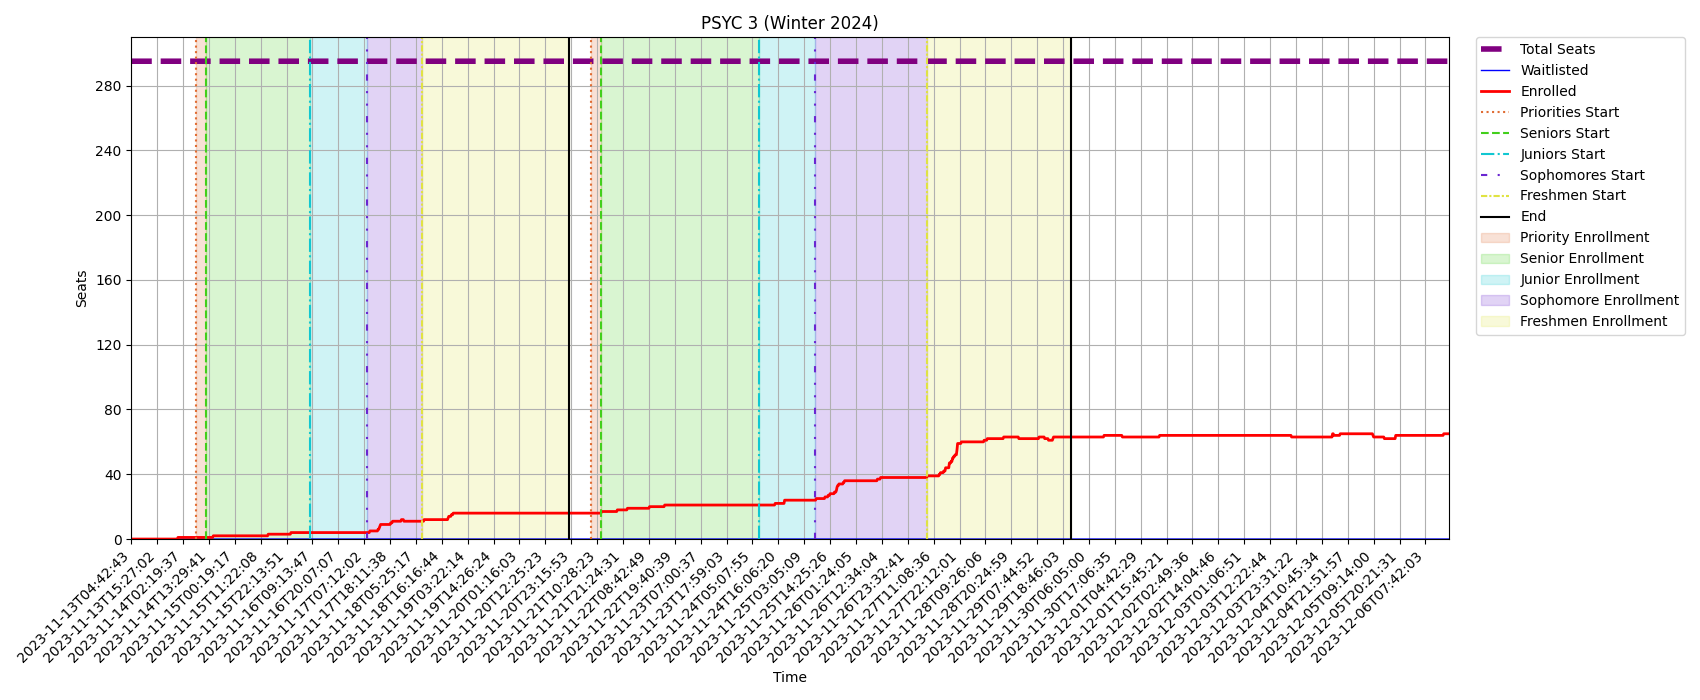 PSYC 3 (Winter 2024)
Seats
280
240
200
160
120
80
40
0
2023-11-13T04:42:43
2023-11-13T15:27:02
2023-11-14T02:19:37
2023-11-14T13:29:41
2023-11-15T00:19:17
2023-11-15T11:22:08
2023-11-15T22:13:51
2023-11-16T09:13:47
2023-11-16T20:07:07
2023-11-17T07:12:02
2023-11-17T18:11:38
2023-11-18T05:25:17
2023-11-18T16:16:44
2023-11-19T03:22:14
2023-11-19T14:26:24
2023-11-20T01:16:03
2023-11-20T12:25:23
2023-11-20T23:15:52
2023-11-21T10:28:23
2023-11-21T21:24:31
2023-11-22T08:42:49
2023-11-22T19:40:39
2023-11-23T07:00:37
2023-11-23T17:59:03
2023-11-24T05:07:55
2023-11-24T16:06:20
2023-11-25T03:05:09
2023-11-25T14:25:26
2023-11-26T01:24:05
2023-11-26T12:34:04
2023-11-26T23:32:41
2023-11-27T11:08:36
2023-11-27T22:12:01
2023-11-28T09:26:06
2023-11-28T20:24:59
2023-11-29T07:44:52
2023-11-29T18:46:03
2023-11-30T06:05:00
2023-11-30T17:06:35
2023-12-01T04:42:29
2023-12-01T15:45:21
2023-12-02T02:49:36
2023-12-02T14:04:46
2023-12-03T01:06:51
2023-12-03T12:22:44
2023-12-03T23:31:22
2023-12-04T10:45:34
2023-12-04T21:51:57
2023-12-05T09:14:00
2023-12-05T20:21:31
2023-12-06T07:42:03
Time
Total Seats
Waitlisted
Enrolled
Priorities Start
Seniors Start
Juniors Start
Sophomores Start
Freshmen Start
End
Priority Enrollment
Senior Enrollment
Junior Enrollment
Sophomore Enrollment
Freshmen Enrollment